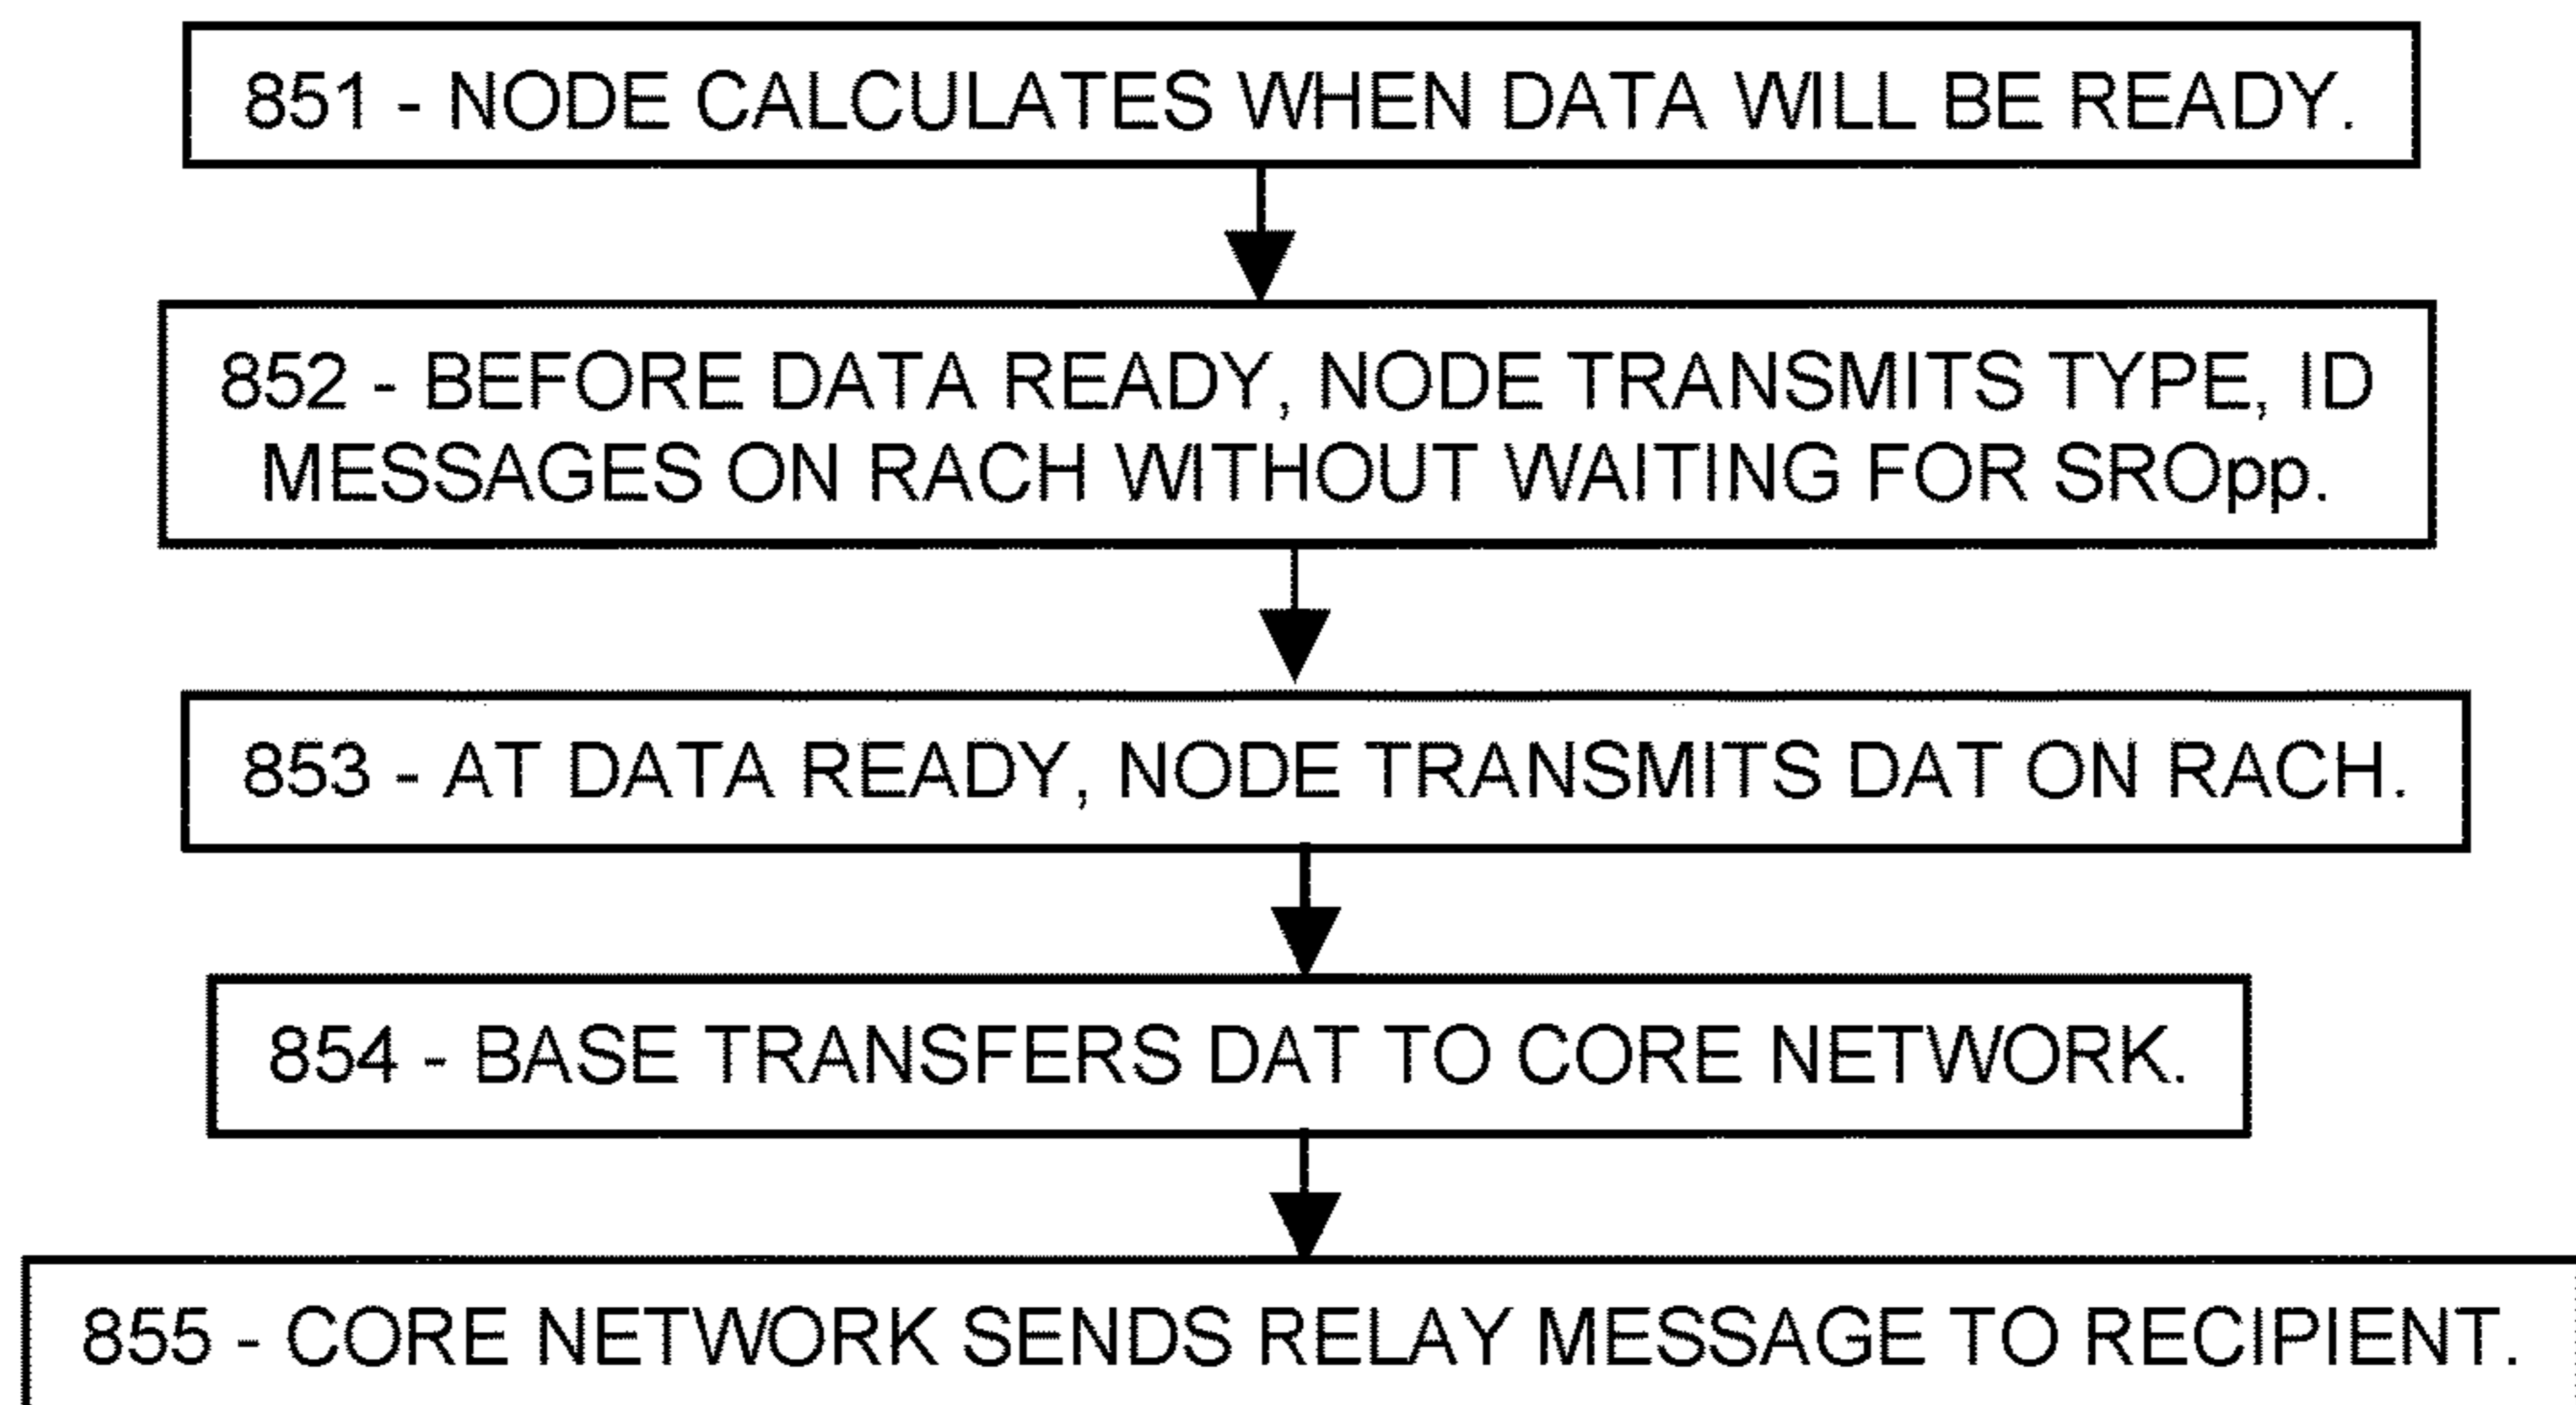 851 - NODE CALCULATES WHEN DATA WILL BE READY.
852 - BEFORE DATA READY, NODE TRANSMITS TYPE, ID
MESSAGES ON RACH WITHOUT WAITING FOR SROpp.
853 - AT DATA READY, NODE TRANSMITS DAT ON RACH.
854 - BASE TRANSFERS DAT TO CORE NETWORK.
855 - CORE NETWORK SENDS RELAY MESSAGE TO RECIPIENT.